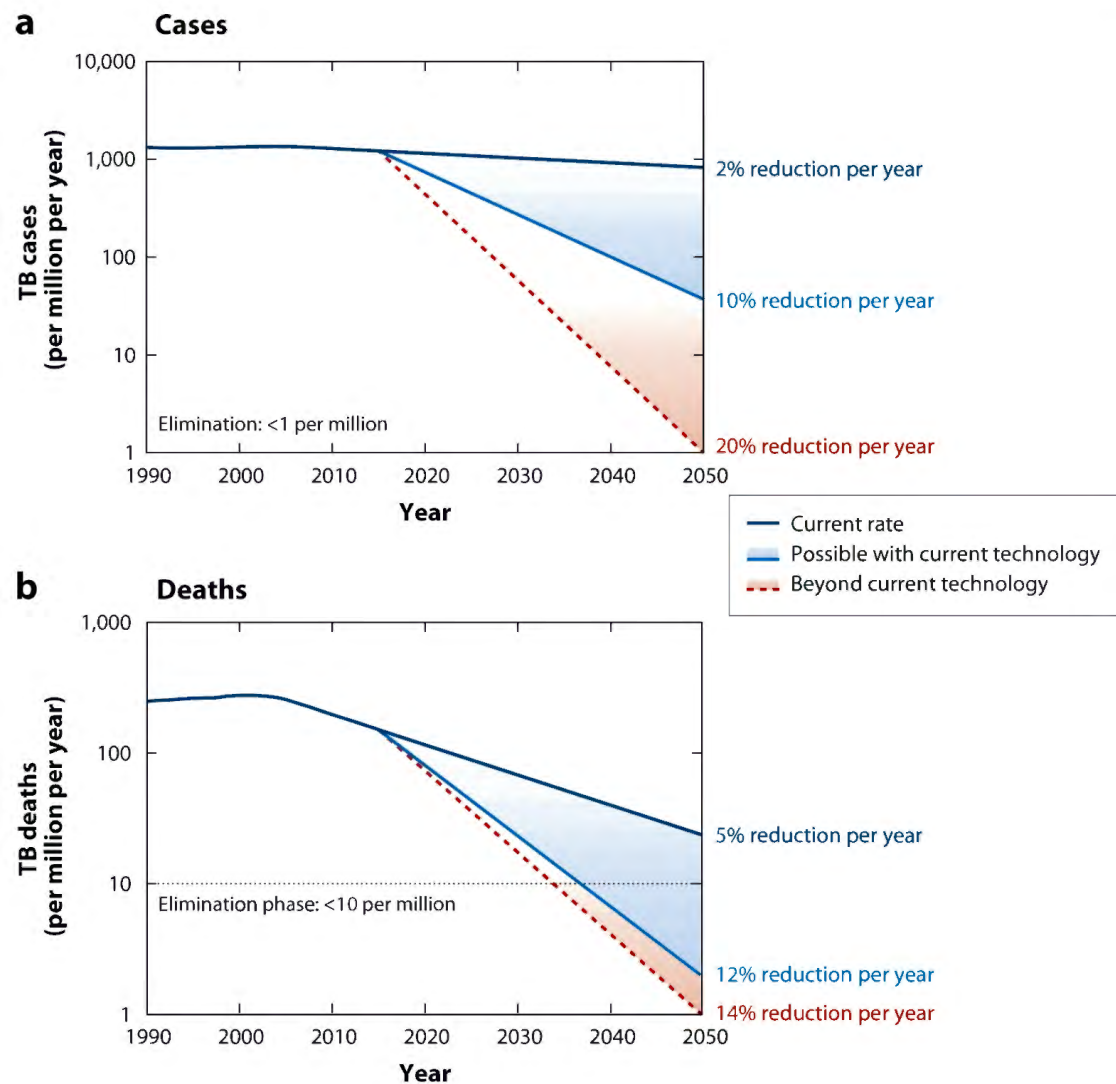 a Cases
10,000
1,000
100
10
1
TB cases
(per million per year)
Elimination: <1 per million
1990 2000 2010 2020 2030 2040 2050
Year
2% reduction per year
10% reduction per year
20% reduction per year
Current rate
Possible with current technology
Beyond current technology
b Deaths
1,000
100
10
1
TB deaths
(per million per year)
Elimination phase: <10 per million
1990 2000 2010 2020 2030 2040 2050
Year
5% reduction per year
12% reduction per year
14% reduction per year